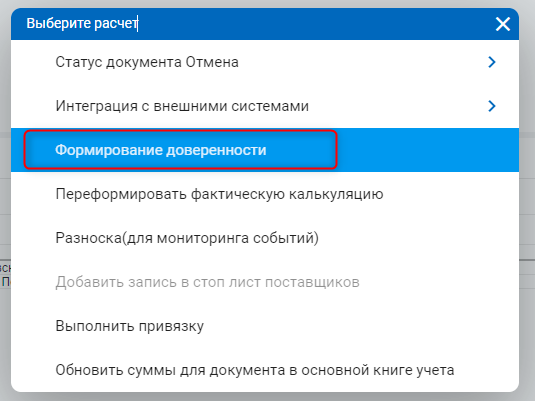 Выберите расчет
Статус документа Отмена
Интеграция с внешними системами
Формирование доверенности
Переформировать фактическую калькуляцию
Разноска(для мониторинга событий)
Добавить запись в стоп лист поставщиков
Выполнить привязку
Обновить суммы для документа в основной книге учета